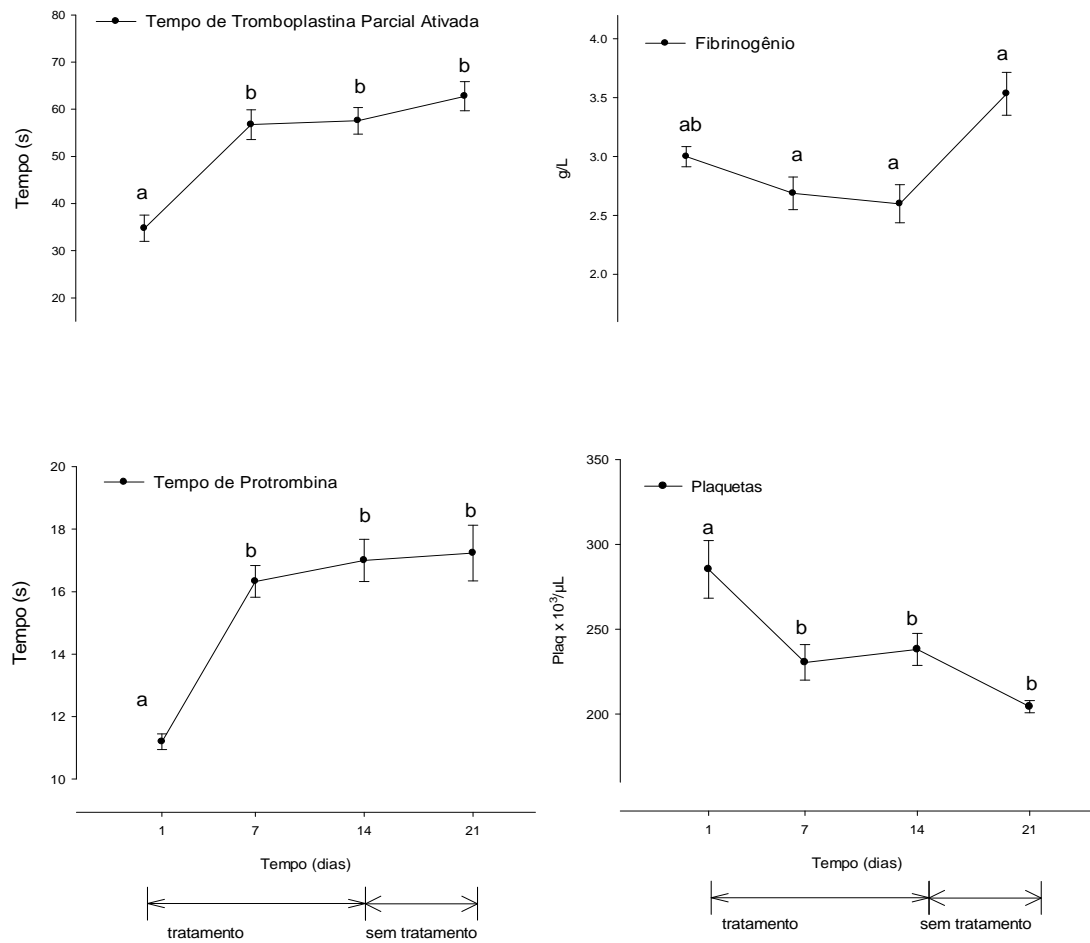 Tempo de Tromboplastina Parcial Ativada
80
70
60
50
40
30
20
Tempo (s)
a
b
b
b
Fibrinogênio
4.0
3.5
3.0
2.5
2.0
g/L
ab
a
a
a
Tempo de Protrombina
20
18
16
14
12
10
Tempo (s)
a
b
b
b
1
7
14
21
Tempo (dias)
tratamento
sem tratamento
Plaquetas
350
300
250
200
Plaq x 10³/µL
a
b
b
b
1
7
14
21
Tempo (dias)
tratamento
sem tratamento